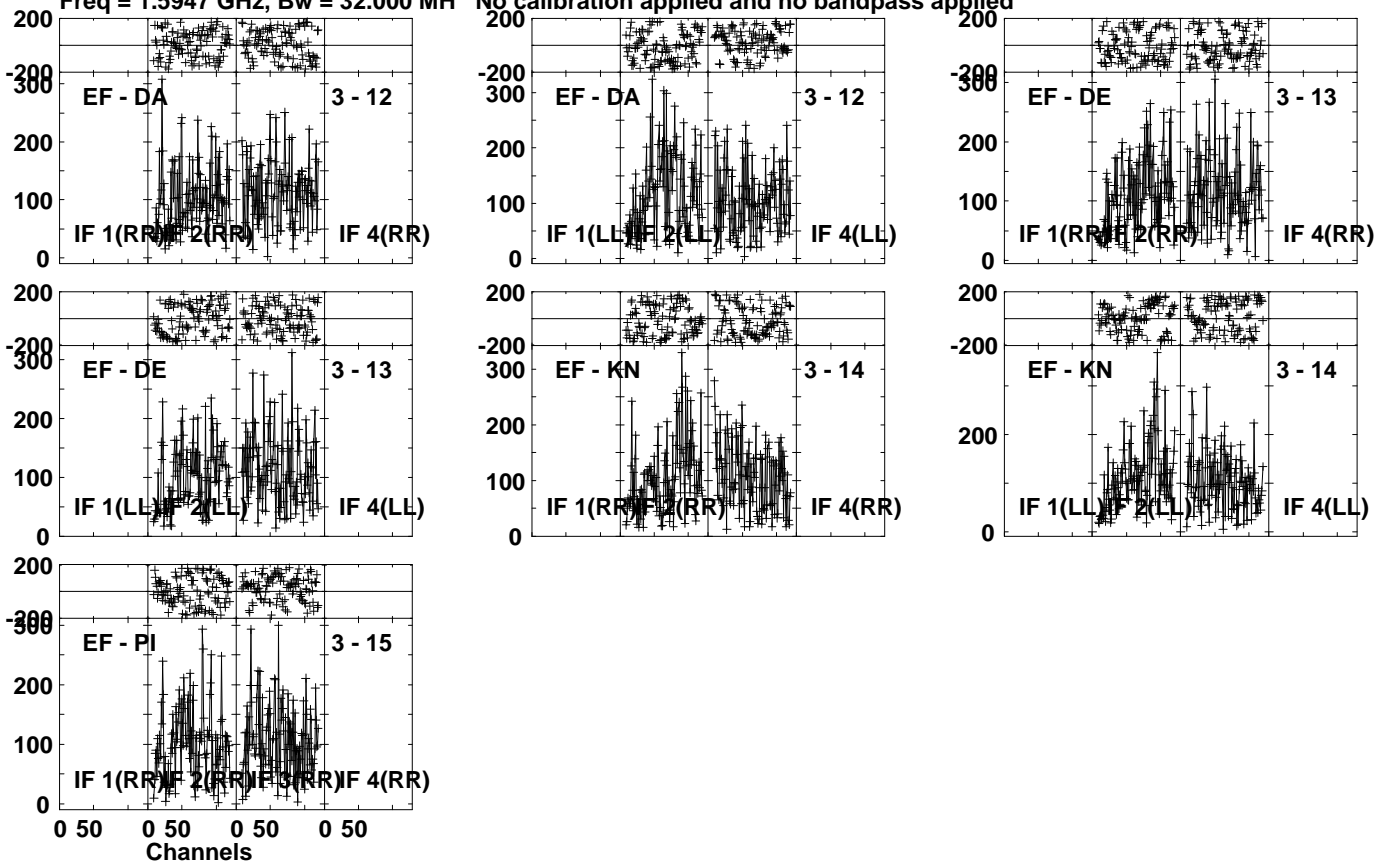 Freq = 1.5947 GHz, Bw = 32.000 MH No calibration applied and no bandpass applied
200
-200
300
EF - DA 3 - 12
200
100
IF 1(RR) IF 2(RR) IF 4(RR)
0
200
-200
300
EF - DA 3 - 12
200
100
IF 1(LL) IF 2(LL) IF 4(LL)
0
200
-200
300
EF - DE 3 - 13
200
100
IF 1(RR) IF 2(RR) IF 4(RR)
0
200
-200
300
EF - DE 3 - 13
200
100
IF 1(LL) IF 2(LL) IF 4(LL)
0
200
-200
300
EF - KN 3 - 14
200
100
IF 1(RR) IF 2(RR) IF 4(RR)
0
200
-200
EF - KN 3 - 14
200
IF 1(LL) IF 2(LL) IF 4(LL)
0
200
-200
300
EF - PI 3 - 15
200
100
IF 1(RR) IF 2(RR) IF 3(RR) IF 4(RR)
0
0 50 0 50 0 50 0 50
Channels